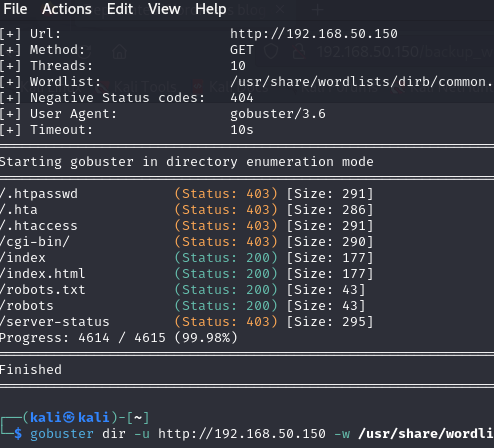 File Actions Edit View Help
[+] Url: http://192.168.50.150
[+] Method: GET
[+] Threads: 10
[+] Wordlist: /usr/share/wordlists/dirb/common.
[+] Negative Status codes: 404
[+] User Agent: gobuster/3.6
[+] Timeout: 10s
Starting gobuster in directory enumeration mode
/.htpasswd (Status: 403) [Size: 291]
/.hta (Status: 403) [Size: 286]
/.htaccess (Status: 403) [Size: 291]
/cgi-bin/ (Status: 403) [Size: 290]
/index (Status: 200) [Size: 177]
/index.html (Status: 200) [Size: 177]
/robots.txt (Status: 200) [Size: 43]
/robots (Status: 200) [Size: 43]
/server-status (Status: 403) [Size: 295]
Progress: 4614 / 4615 (99.98%)
Finished
(kali㉿kali)-[~]
$ gobuster dir -u http://192.168.50.150 -w /usr/share/wordli